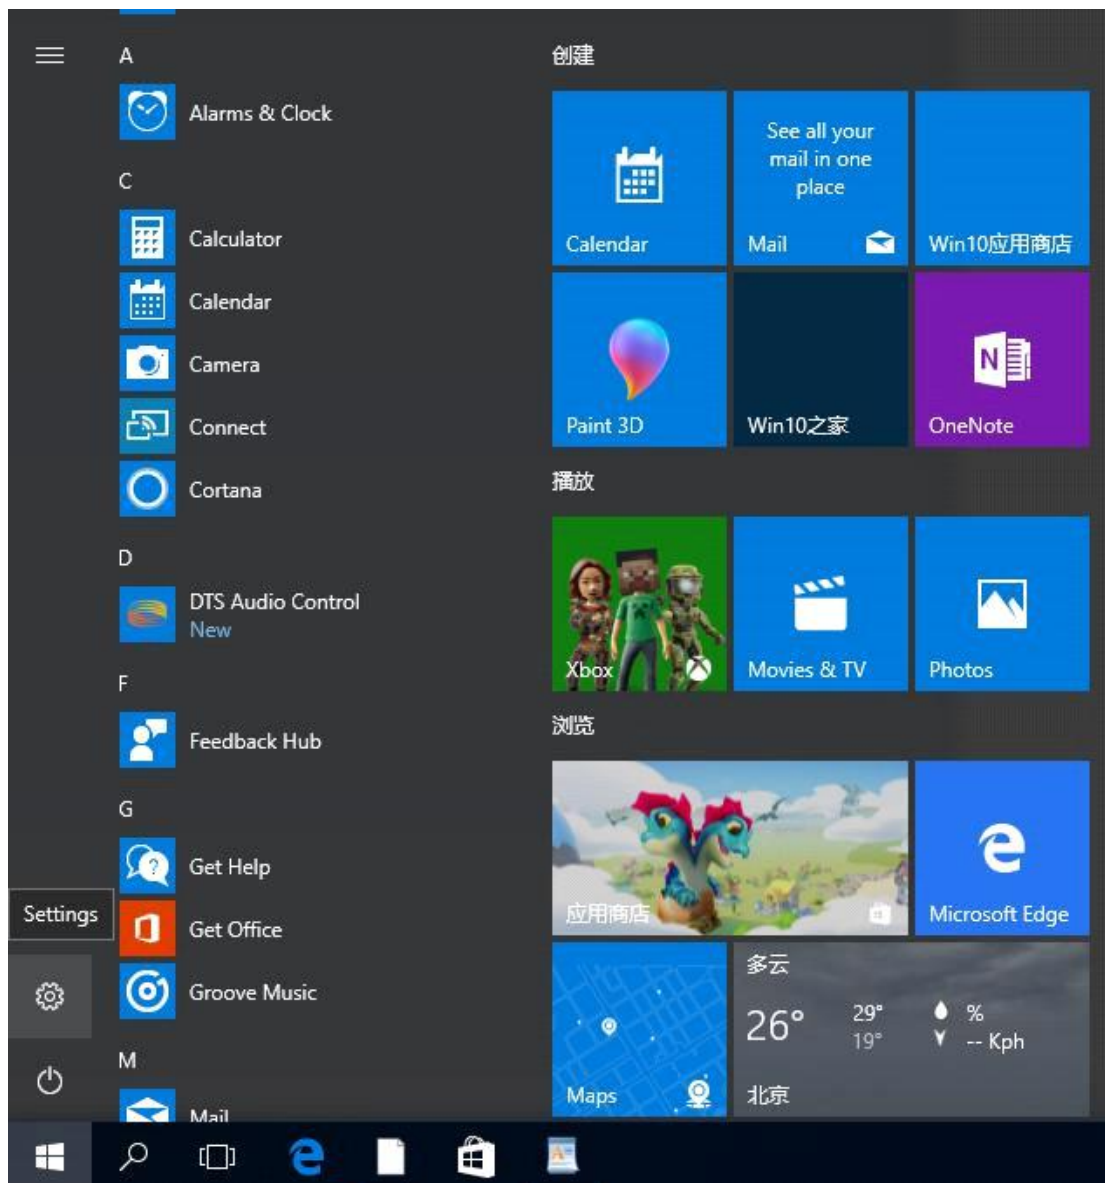 A
Alarms & Clock
C
Calculator
Calendar
Camera
Connect
Cortana
D
DTS Audio Control
New
F
Feedback Hub
G
Get Help
Settings
Get Office
Groove Music
M
Mail
创建
Calendar
See all your
mail in one
place
Mail
Win10应用商店
Paint 3D
Win10之家
N
OneNote
播放
Xbox
Movies & TV
Photos
浏览
应用商店
Microsoft Edge
Maps
多云
26°
29°
19°
%
-- Kph
北京